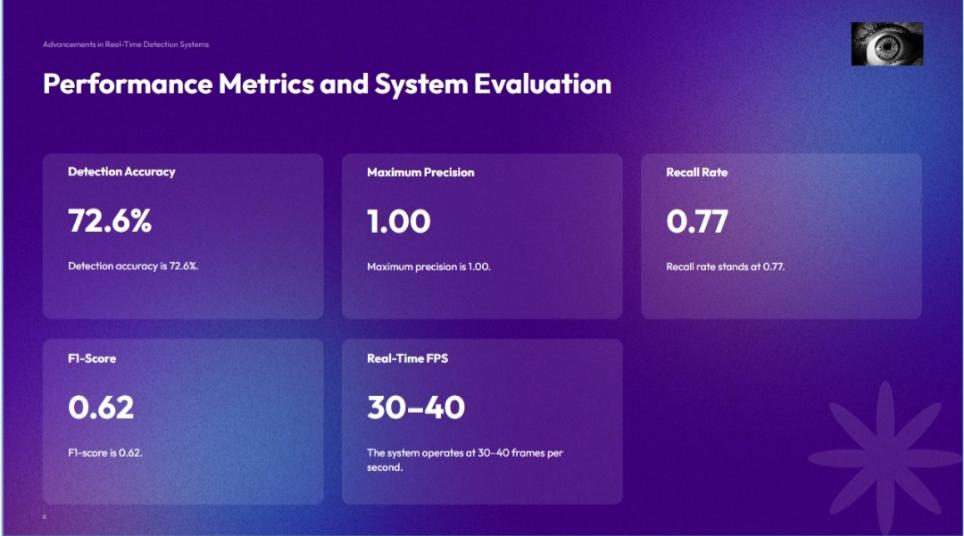 Advancements in Real-Time Detection Systems
Performance Metrics and System Evaluation
Detection Accuracy
72.6%
Detection accuracy is 72.6%.
Maximum Precision
1.00
Maximum precision is 1.00.
Recall Rate
0.77
Recall rate stands at 0.77.
F1-Score
0.62
F1-score is 0.62.
Real-Time FPS
30–40
The system operates at 30–40 frames per
second.